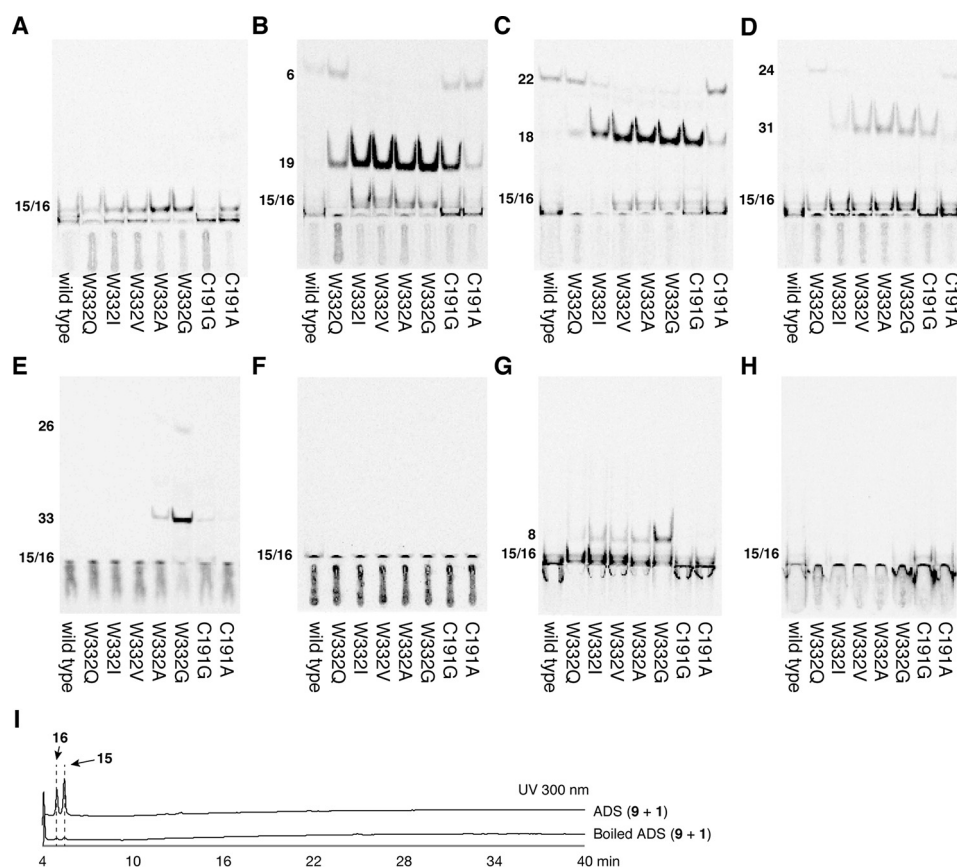 A
15/16
wild type
W332Q
W332I
W332V
W332A
W332G
C191G
C191A
B
6
19
15/16
wild type
W332Q
W332I
W332V
W332A
W332G
C191G
C191A
C
22
18
15/16
wild type
W332Q
W332I
W332V
W332A
W332G
C191G
C191A
D
24
31
15/16
wild type
W332Q
W332I
W332V
W332A
W332G
C191G
C191A
E
26
33
15/16
wild type
W332Q
W332I
W332V
W332A
W332G
C191G
C191A
F
15/16
wild type
W332Q
W332I
W332V
W332A
W332G
C191G
C191A
G
8
15/16
wild type
W332Q
W332I
W332V
W332A
W332G
C191G
C191A
H
15/16
wild type
W332Q
W332I
W332V
W332A
W332G
C191G
C191A
I
16
15
UV 300 nm
ADS (9 + 1)
Boiled ADS (9 + 1)
4 10 16 22 28 34 40 min